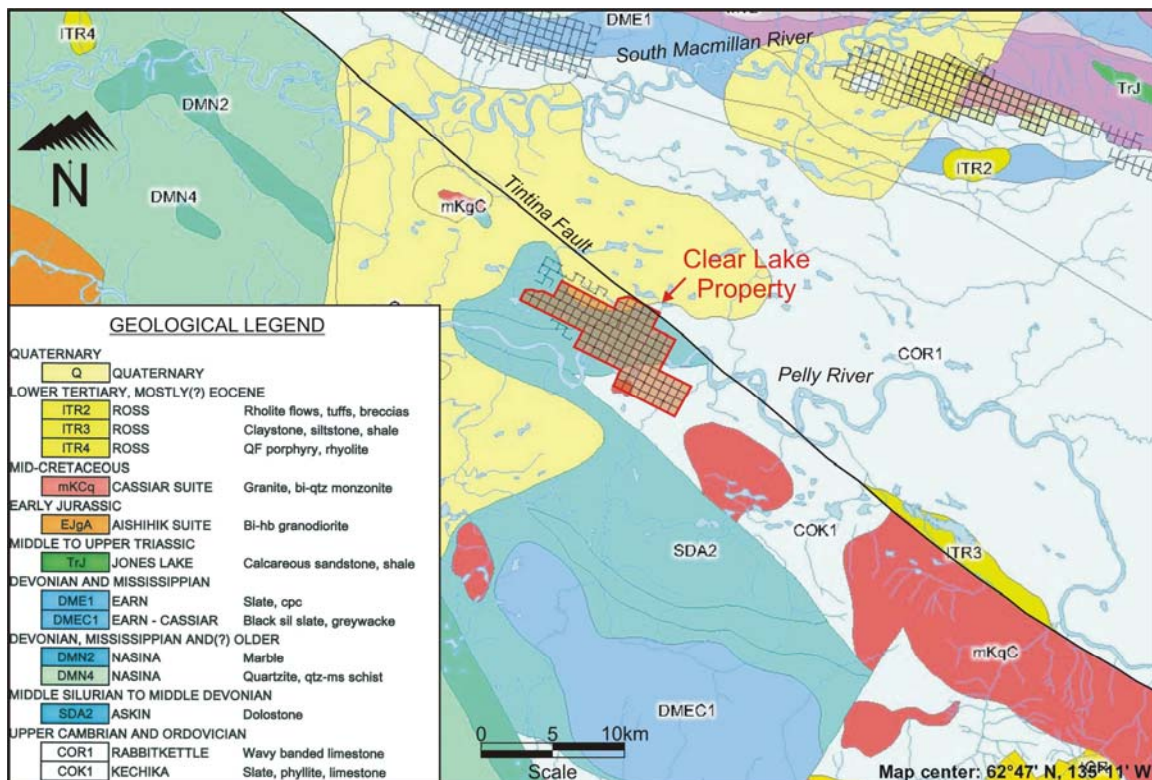 ITR4
DME1
South Macmillan River
TrJ
DMN2
ITR2
DMN4
N
mKgC
Tintina Fault
Clear Lake
Property
COR1
Pelly River
GEOLOGICAL LEGEND
QUATERNARY
Q QUATERNARY
LOWER TERTIARY, MOSTLY(?) EOCENE
ITR2 ROSS Rholite flows, tuffs, breccias
ITR3 ROSS Claystone, siltstone, shale
ITR4 ROSS QF porphyry, rhyolite
MID-CRETACEOUS
mKCq CASSIAR SUITE Granite, bi-qtz monzonite
EARLY JURASSIC
EJgA AISHIHIK SUITE Bi-hb granodiorite
MIDDLE TO UPPER TRIASSIC
TrJ JONES LAKE Calcareous sandstone, shale
DEVONIAN AND MISSISSIPPIAN
DME1 EARN Slate, cpc
DMEC1 EARN - CASSIAR Black sil slate, greywacke
DEVONIAN, MISSISSIPPIAN AND(?) OLDER
DMN2 NASINA Marble
DMN4 NASINA Quartzite, qtz-ms schist
MIDDLE SILURIAN TO MIDDLE DEVONIAN
SDA2 ASKIN Dolostone
UPPER CAMBRIAN AND ORDOVICIAN
COR1 RABBITKETTLE Wavy banded limestone
COK1 KECHIKA Slate, phyllite, limestone
COK1
SDA2
ITR3
mKqC
DMEC1
0 5 10km
Scale
Map center: 62°47' N, 135°11' W